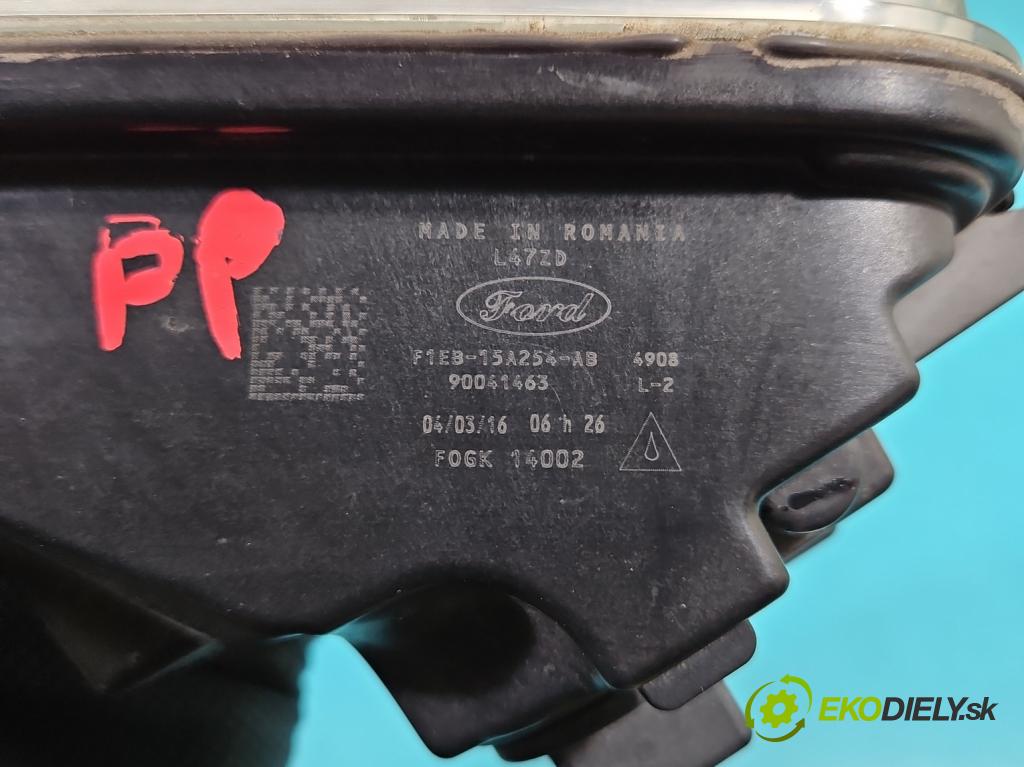 PP
MADE IN ROMANIA
L47ZD
Ford
F1EB-15A254-AB 4908
90041463 L-2
04/03/16 06 h 26
FOGK 14002
EKODIELY.sk